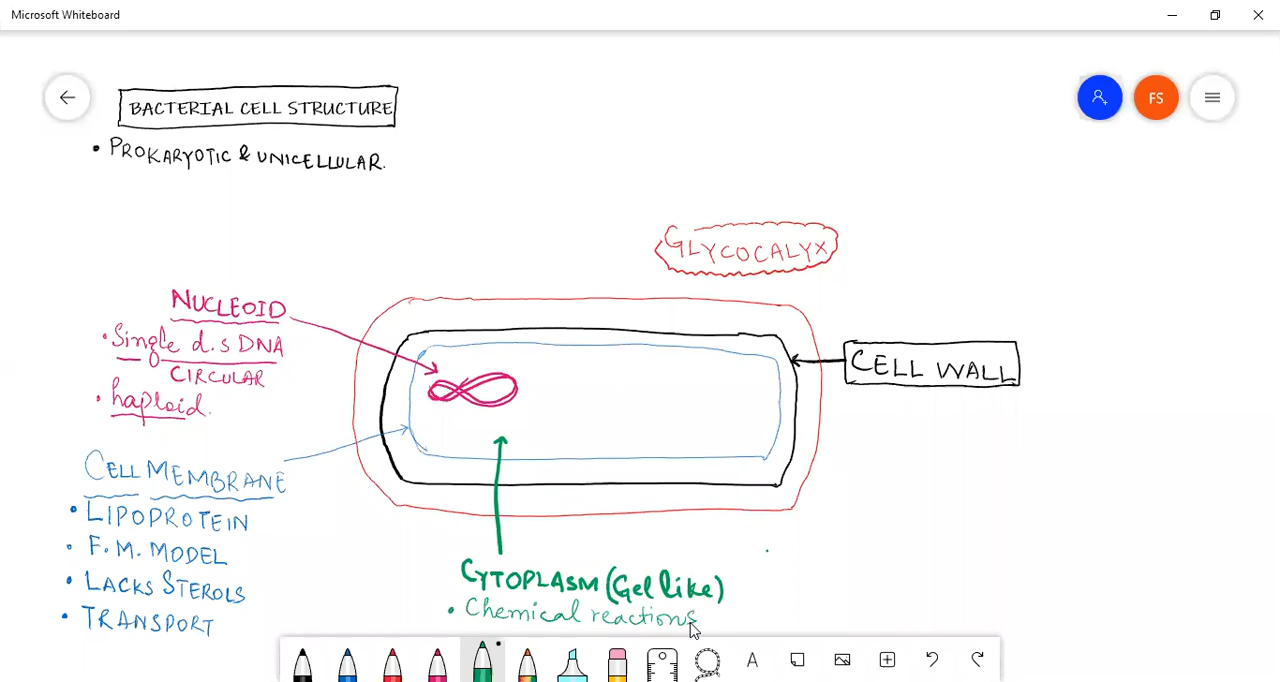 Microsoft Whiteboard
BACTERIAL CELL STRUCTURE
• PROKARYOTIC & UNICELLULAR.
FS
GLYCOCALYX
NUCLEOID
• Single d.s DNA
CIRCULAR
• haploid.
CELL WALL
CELL MEMBRANE
• LIPOPROTEIN
• F.M. MODEL
• LACKS STEROLS
• TRANSPORT
CYTOPLASM (Gel like)
• Chemical reactions
A